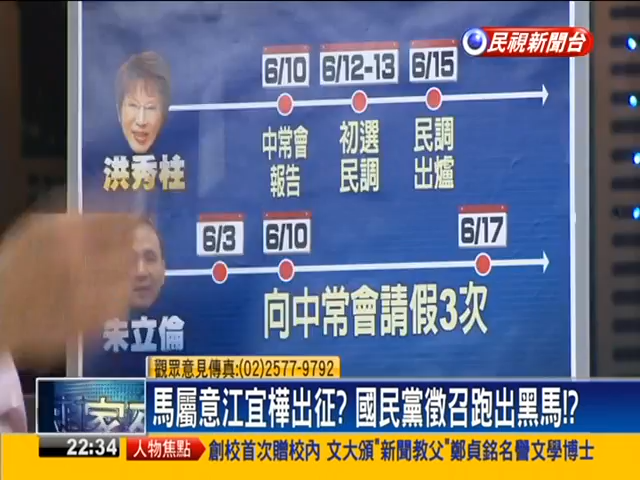 民視新聞台
6/10 6/12-13 6/15
中常會報告 初選民調 民調出爐
洪秀柱
6/3 6/10 6/17
向中常會請假3次
朱立倫
觀眾意見傳真:(02)2577-9792
馬屬意江宜樺出征? 國民黨徵召跑出黑馬!?
22:34 人物焦點 創校首次贈校內 文大頒"新聞教父"鄭貞銘名譽文學博士